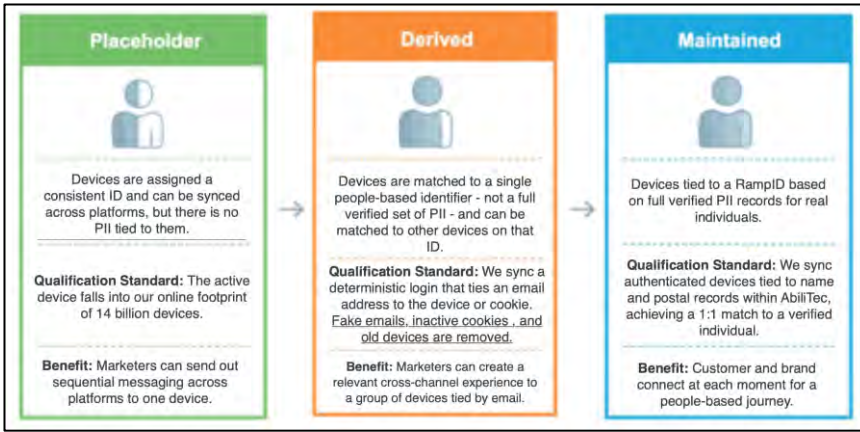 Placeholder
Devices are assigned a
consistent ID and can be synced
across platforms, but there is no
PII tied to them.
Qualification Standard: The active
device falls into our online footprint
of 14 billion devices.
Benefit: Marketers can send out
sequential messaging across
platforms to one device.
Derived
Devices are matched to a single
people-based identifier - not a full
verified set of PII - and can be
matched to other devices on that
ID.
Qualification Standard: We sync a
deterministic login that ties an email
address to the device or cookie.
Fake emails, inactive cookies , and
old devices are removed.
Benefit: Marketers can create a
relevant cross-channel experience to
a group of devices tied by email.
Maintained
Devices tied to a RampID based
on full verified PII records for real
individuals.
Qualification Standard: We sync
authenticated devices tied to name
and postal records within AbiliTec,
achieving a 1:1 match to a verified
individual.
Benefit: Customer and brand
connect at each moment for a
people-based journey.